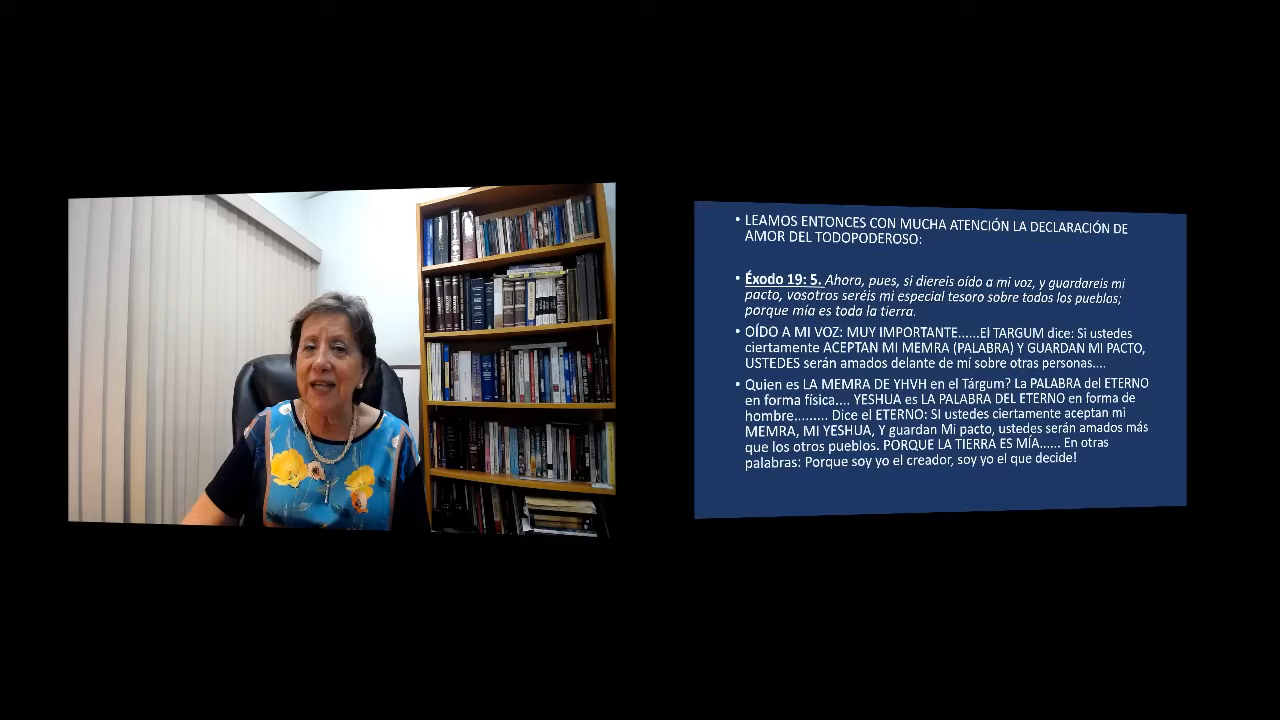 • LEAMOS ENTONCES CON MUCHA ATENCIÓN LA DECLARACIÓN DE
AMOR DEL TODOPODEROSO:
• Éxodo 19: 5. Ahora, pues, si diereis oído a mi voz, y guardareis mi
pacto, vosotros seréis mi especial tesoro sobre todos los pueblos;
porque mía es toda la tierra.
• OÍDO A MI VOZ: MUY IMPORTANTE......El TARGUM dice: Si ustedes
ciertamente ACEPTAN MI MEMRA (PALABRA) Y GUARDAN MI PACTO,
USTEDES serán amados delante de mí sobre otras personas....
• Quien es LA MEMRA DE YHVH en el Tárgum? La PALABRA del ETERNO
en forma física.... YESHUA es LA PALABRA DEL ETERNO en forma de
hombre......... Dice el ETERNO: SI ustedes ciertamente aceptan mi
MEMRA, MI YESHUA, Y guardan Mi pacto, ustedes serán amados más
que los otros pueblos. PORQUE LA TIERRA ES MÍA...... En otras
palabras: Porque soy yo el creador, soy yo el que decide!